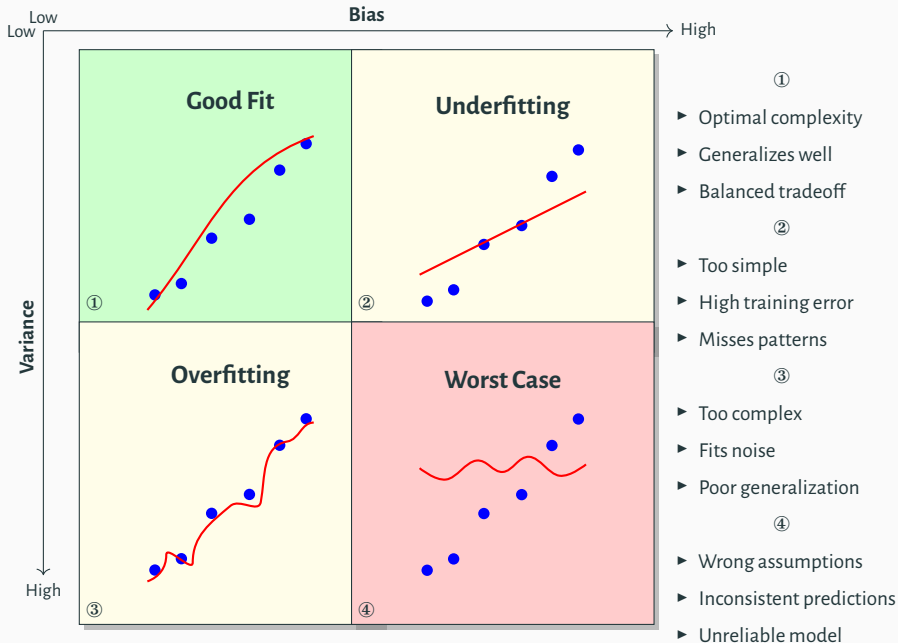 Low
Bias
Low
High
Variance
High
Good Fit
①
Underfitting
②
Overfitting
③
Worst Case
④
①
► Optimal complexity
► Generalizes well
► Balanced tradeoff
②
► Too simple
► High training error
► Misses patterns
③
► Too complex
► Fits noise
► Poor generalization
④
► Wrong assumptions
► Inconsistent predictions
► Unreliable model